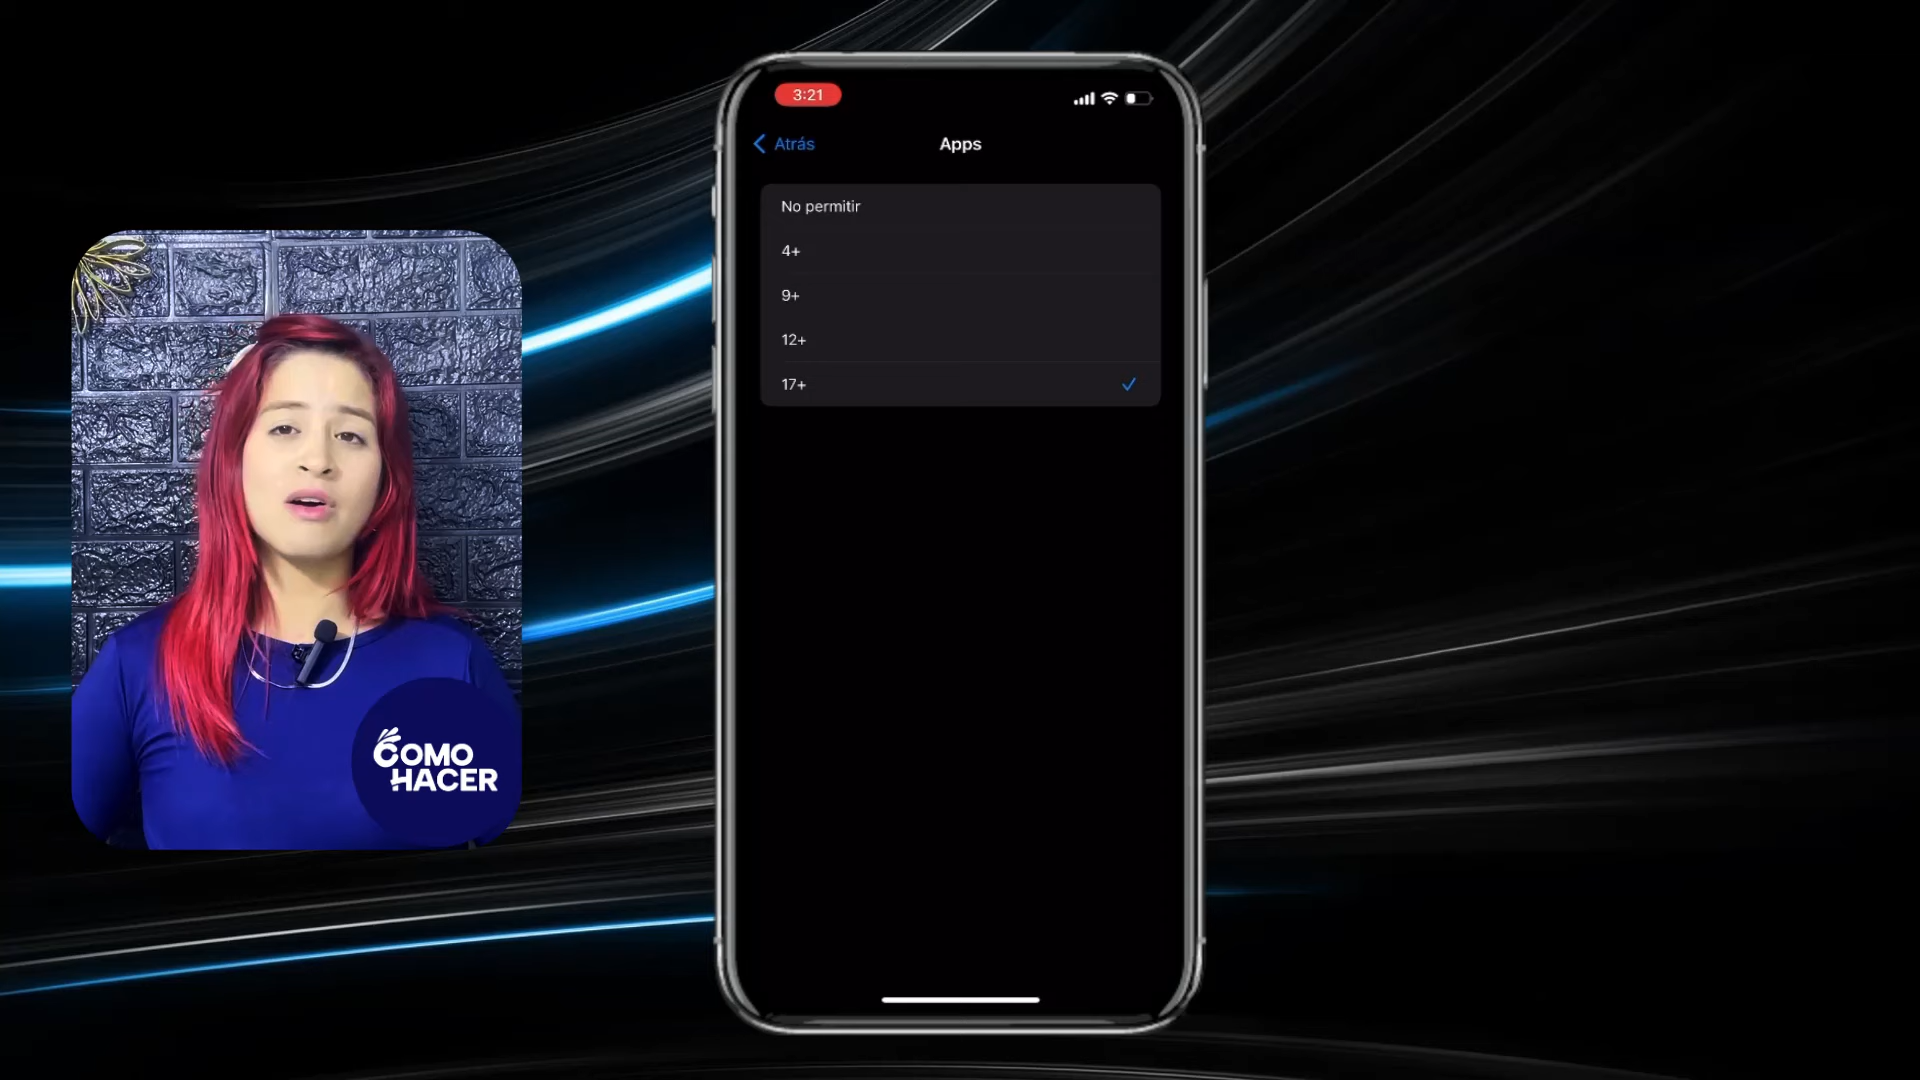 3:21
Atrás
Apps
No permitir
4+
9+
12+
17+
COMO
HACER